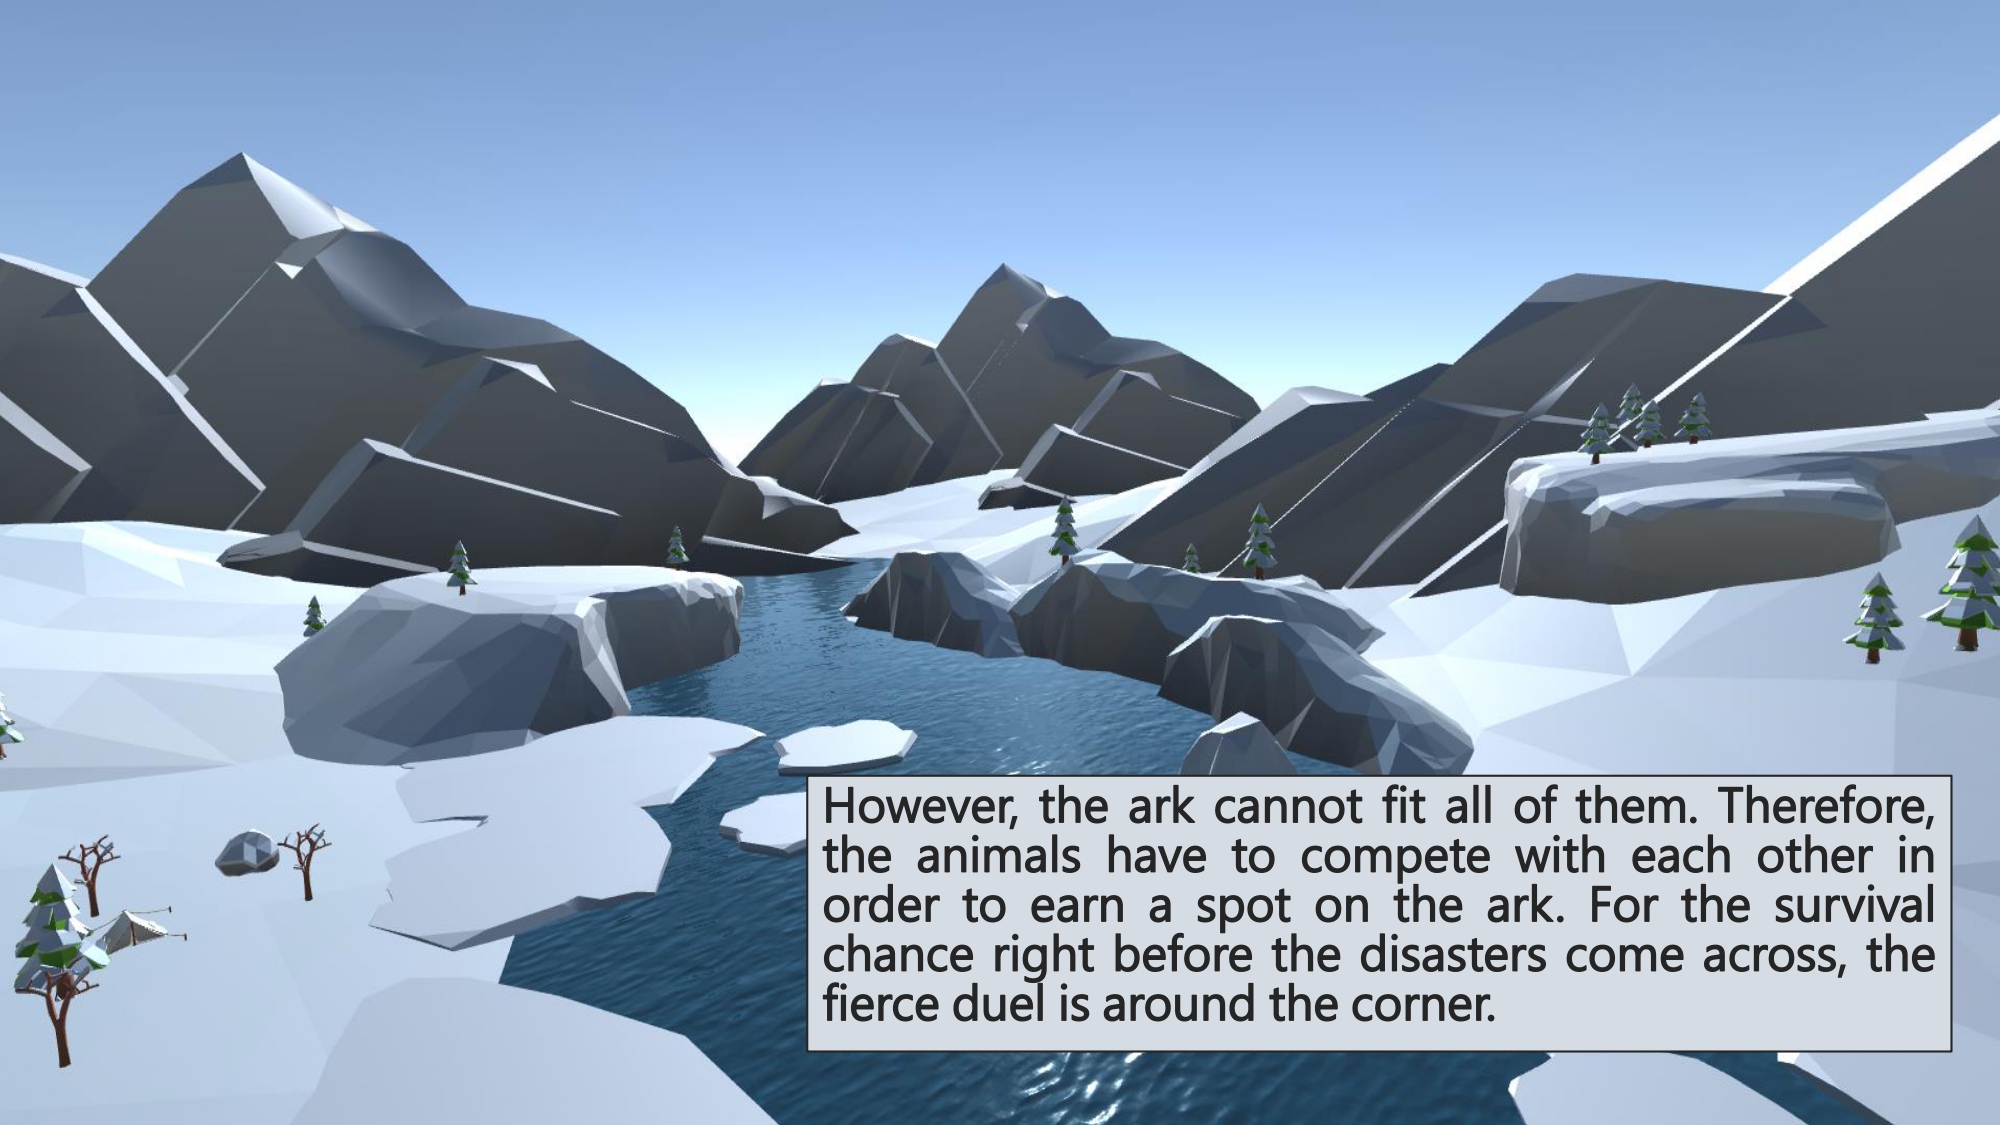 However, the ark cannot fit all of them. Therefore,
the animals have to compete with each other in
order to earn a spot on the ark. For the survival
chance right before the disasters come across, the
fierce duel is around the corner.